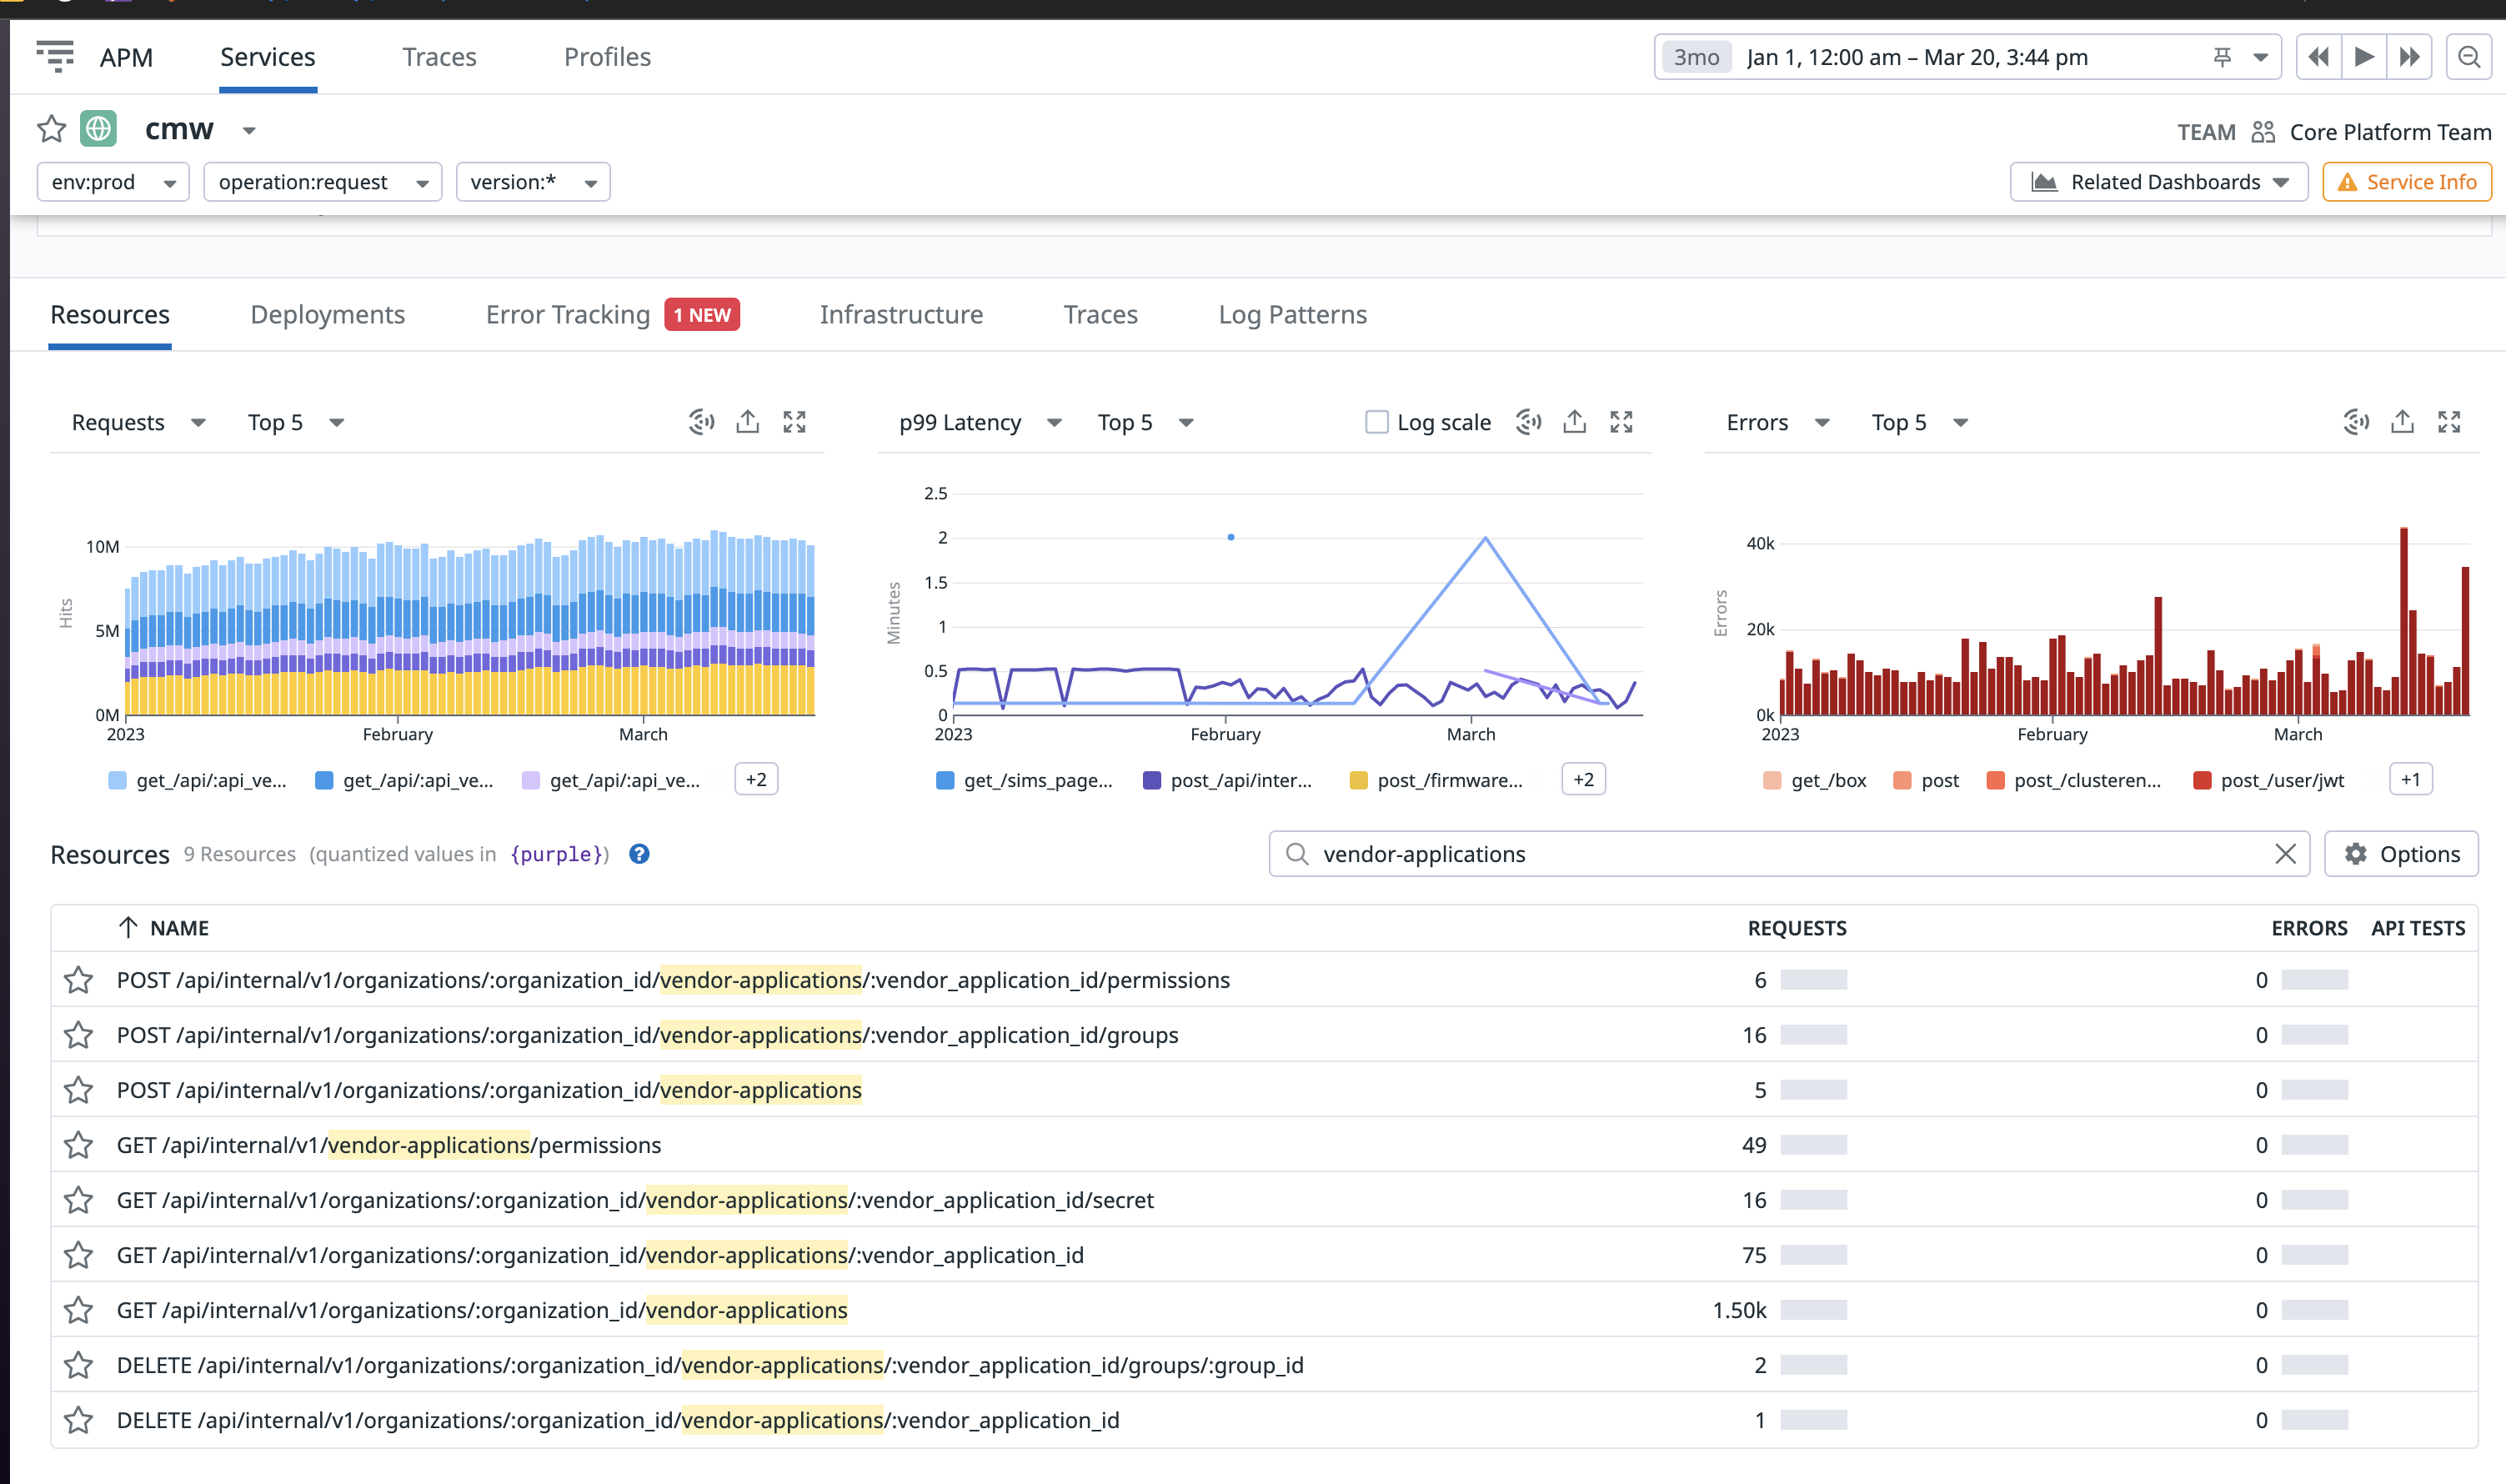 APM Services Traces Profiles 3mo Jan 1, 12:00 am – Mar 20, 3:44 pm
cmw TEAM Core Platform Team
env:prod operation:request version:* Related Dashboards Service Info
Resources Deployments Error Tracking 1 NEW Infrastructure Traces Log Patterns
Requests Top 5
10M
5M
0M
Hits
2023 February March
get_/api/:api_ve... get_/api/:api_ve... get_/api/:api_ve... +2
p99 Latency Top 5 Log scale
2.5
2
1.5
1
0.5
0
Minutes
2023 February March
get_/sims_page... post_/api/inter... post_/firmware... +2
Errors Top 5
40k
20k
0k
Errors
2023 February March
get_/box post post_/clusteren... post_/user/jwt +1
Resources 9 Resources (quantized values in {purple}) ? vendor-applications Options
NAME REQUESTS ERRORS API TESTS
POST /api/internal/v1/organizations/:organization_id/vendor-applications/:vendor_application_id/permissions 6 0
POST /api/internal/v1/organizations/:organization_id/vendor-applications/:vendor_application_id/groups 16 0
POST /api/internal/v1/organizations/:organization_id/vendor-applications 5 0
GET /api/internal/v1/vendor-applications/permissions 49 0
GET /api/internal/v1/organizations/:organization_id/vendor-applications/:vendor_application_id/secret 16 0
GET /api/internal/v1/organizations/:organization_id/vendor-applications/:vendor_application_id 75 0
GET /api/internal/v1/organizations/:organization_id/vendor-applications 1.50k 0
DELETE /api/internal/v1/organizations/:organization_id/vendor-applications/:vendor_application_id/groups/:group_id 2 0
DELETE /api/internal/v1/organizations/:organization_id/vendor-applications/:vendor_application_id 1 0